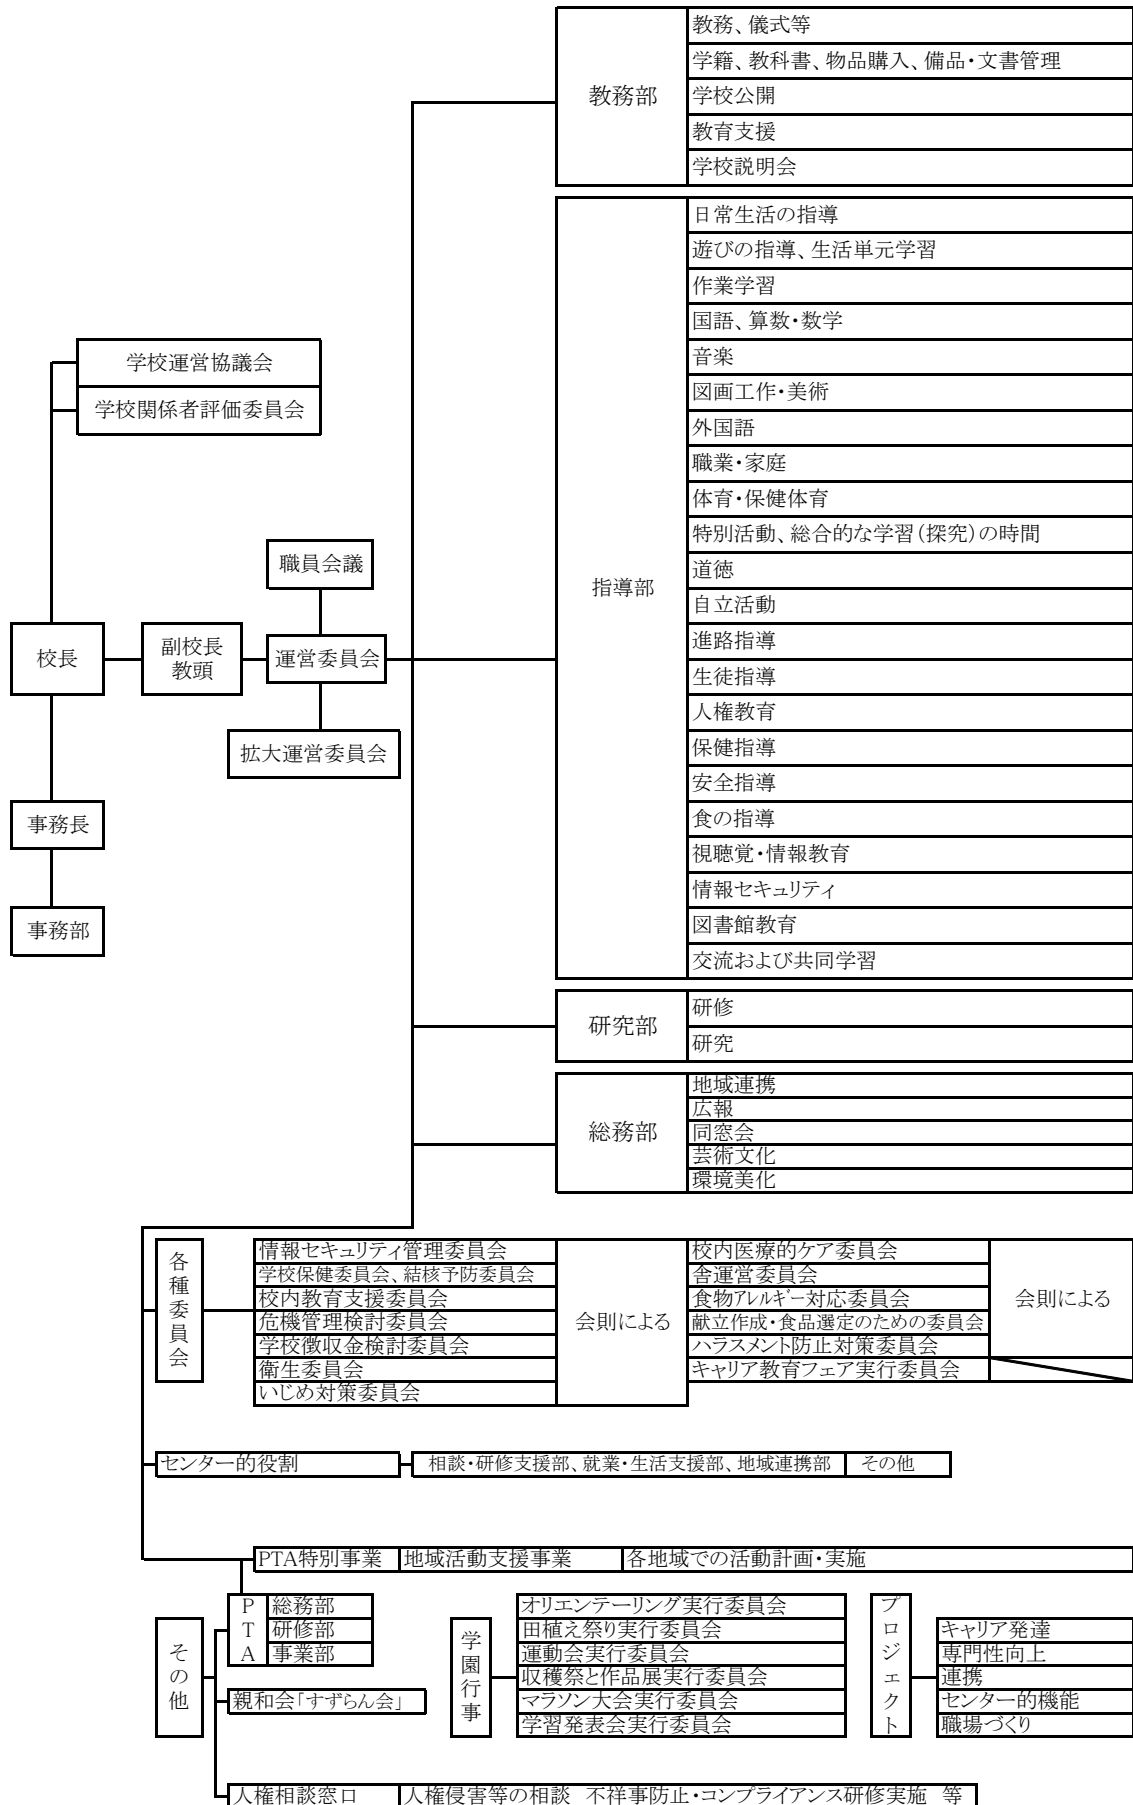 教務部
教務、儀式等
学籍、教科書、物品購入、備品・文書管理
学校公開
教育支援
学校説明会
指導部
日常生活の指導
遊びの指導、生活単元学習
作業学習
国語、算数・数学
音楽
図画工作・美術
外国語
職業・家庭
体育・保健体育
特別活動、総合的な学習(探究)の時間
道徳
自立活動
進路指導
生徒指導
人権教育
保健指導
安全指導
食の指導
視聴覚・情報教育
情報セキュリティ
図書館教育
交流および共同学習
学校運営協議会
学校関係者評価委員会
職員会議
校長
副校長
教頭
運営委員会
拡大運営委員会
事務長
事務部
研究部
研修
研究
総務部
地域連携
広報
同窓会
芸術文化
環境美化
各種委員会
情報セキュリティ管理委員会
学校保健委員会、結核予防委員会
校内教育支援委員会
危機管理検討委員会
学校徴収金検討委員会
衛生委員会
いじめ対策委員会
会則による
校内医療的ケア委員会
舎運営委員会
食物アレルギー対応委員会
献立作成・食品選定のための委員会
ハラスメント防止対策委員会
キャリア教育フェア実行委員会
会則による
センター的役割
相談・研修支援部、就業・生活支援部、地域連携部
その他
PTA特別事業
地域活動支援事業
各地域での活動計画・実施
その他
PTA
総務部
研修部
事業部
親和会「すずらん会」
学園行事
オリエンテーリング実行委員会
田植え祭り実行委員会
運動会実行委員会
収穫祭と作品展実行委員会
マラソン大会実行委員会
学習発表会実行委員会
プロジェクト
キャリア発達
専門性向上
連携
センター的機能
職場づくり
人権相談窓口
人権侵害等の相談 不祥事防止・コンプライアンス研修実施 等